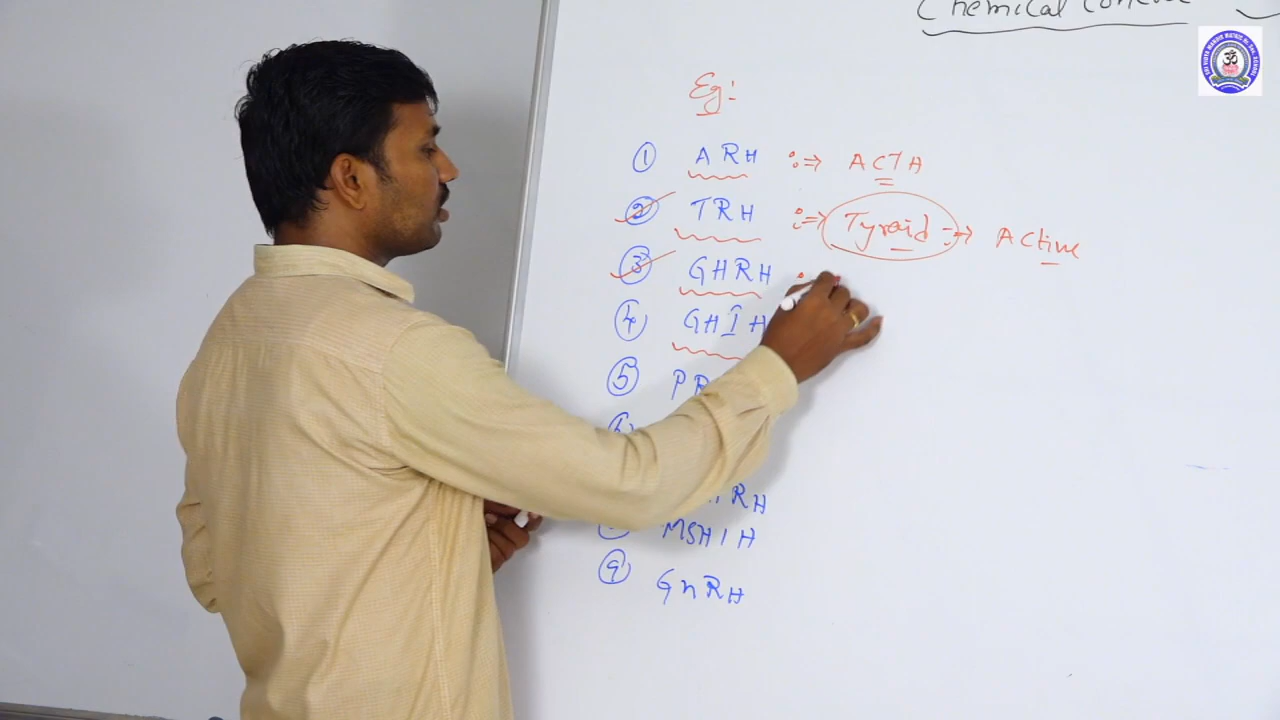 Chemical
Eg:-
① ARH :⇒ ACTH
② TRH :⇒ Tyroid :→ Active
③ GHRH :
④ GHIH
⑤ PR
RH
MSHIH
⑨ GnRH